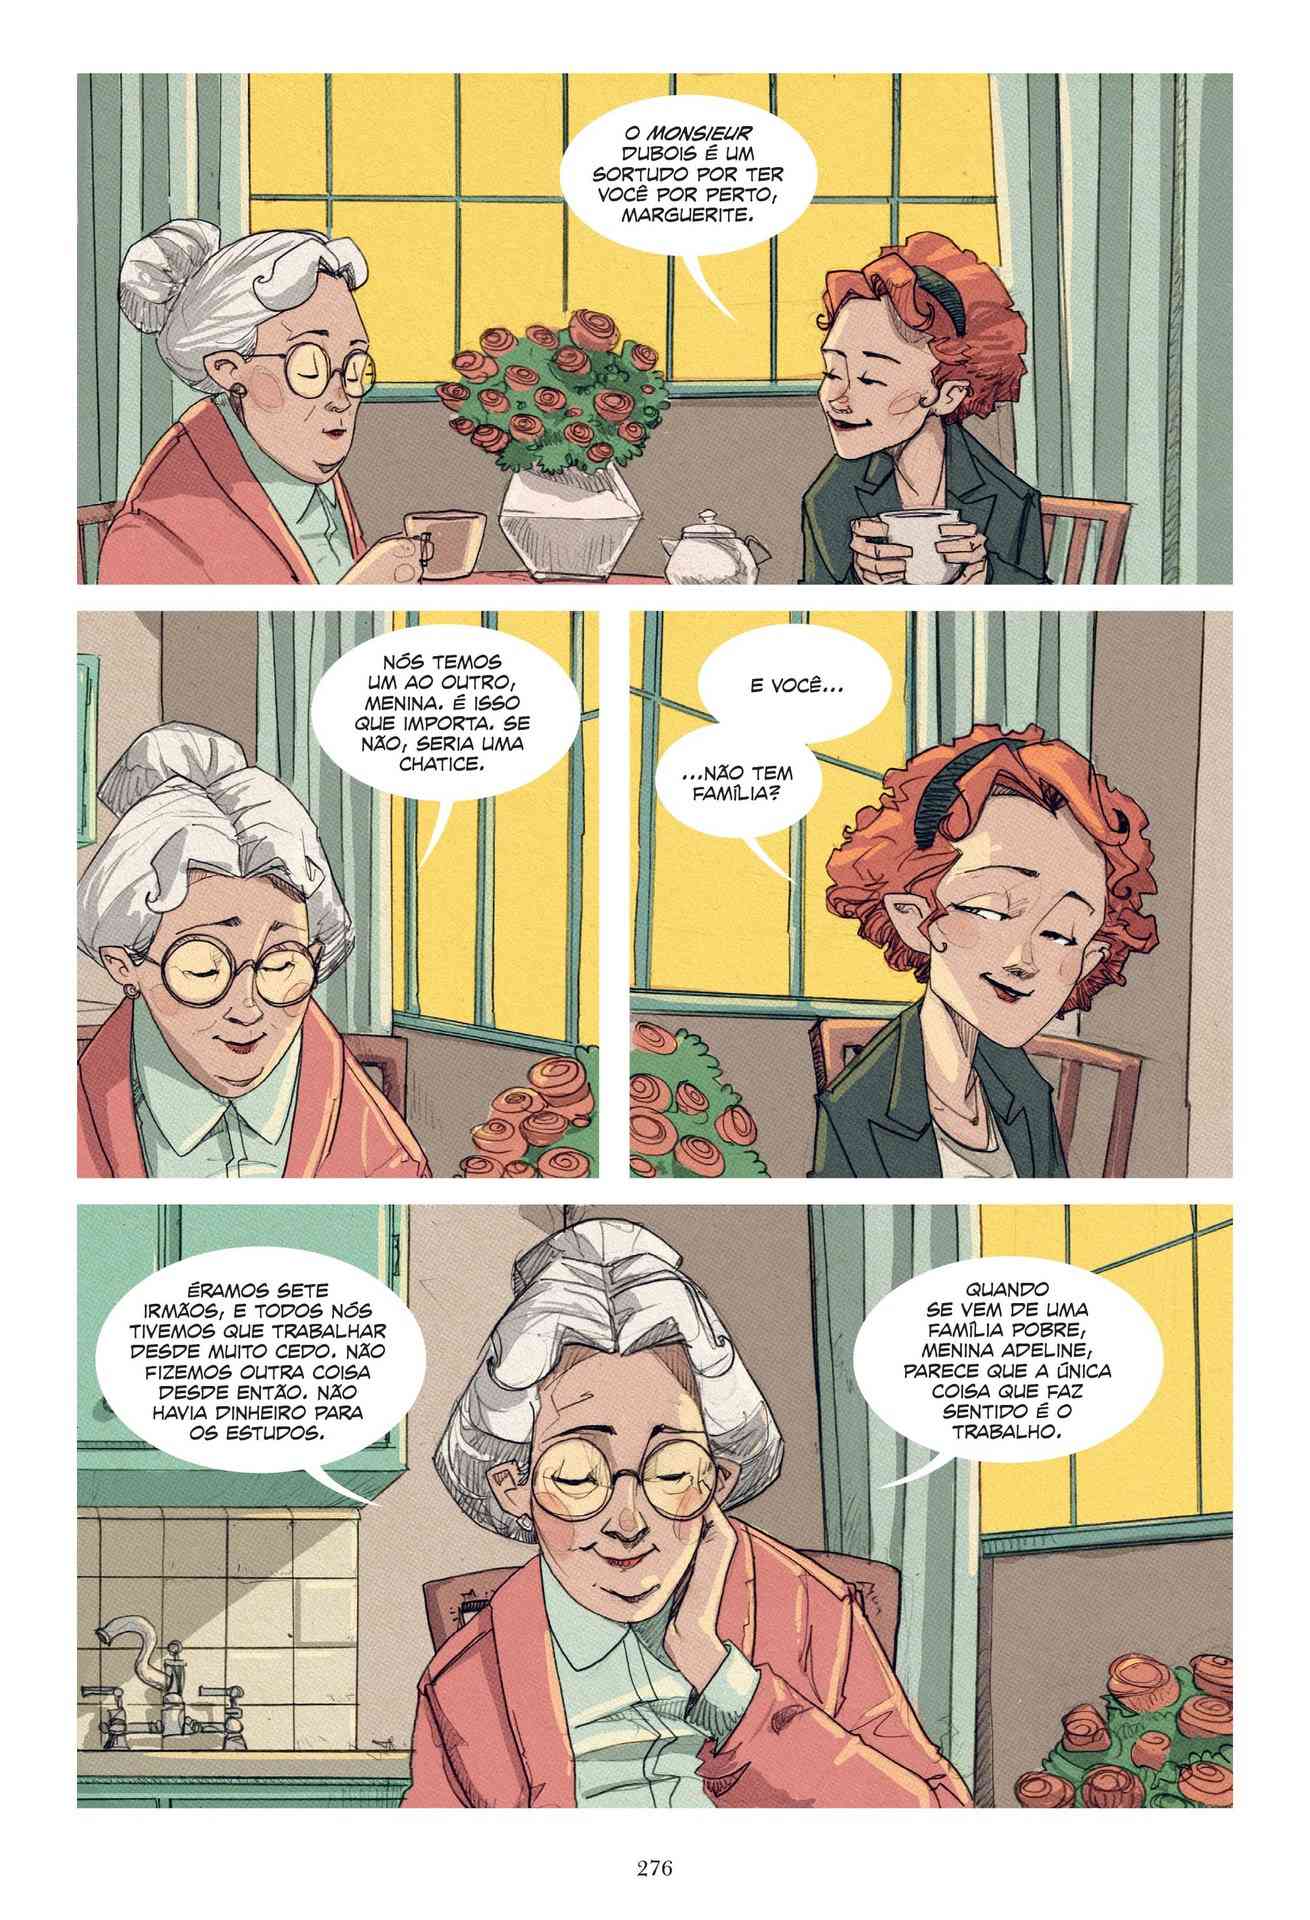 O MONSIEUR
DUBOIS É UM
SORTUDO POR TER
VOCÊ POR PERTO,
MARGUERITE.
NÓS TEMOS
UM AO OUTRO,
MENINA. É ISSO
QUE IMPORTA. SE
NÃO, SERIA UMA
CHATICE.
E VOCÊ...
...NÃO TEM
FAMÍLIA?
ÉRAMOS SETE
IRMÃOS, E TODOS NÓS
TIVEMOS QUE TRABALHAR
DESDE MUITO CEDO. NÃO
FIZEMOS OUTRA COISA
DESDE ENTÃO. NÃO
HAVIA DINHEIRO PARA
OS ESTUDOS.
QUANDO
SE VEM DE UMA
FAMÍLIA POBRE,
MENINA ADELINE,
PARECE QUE A ÚNICA
COISA QUE FAZ
SENTIDO É O
TRABALHO.
276